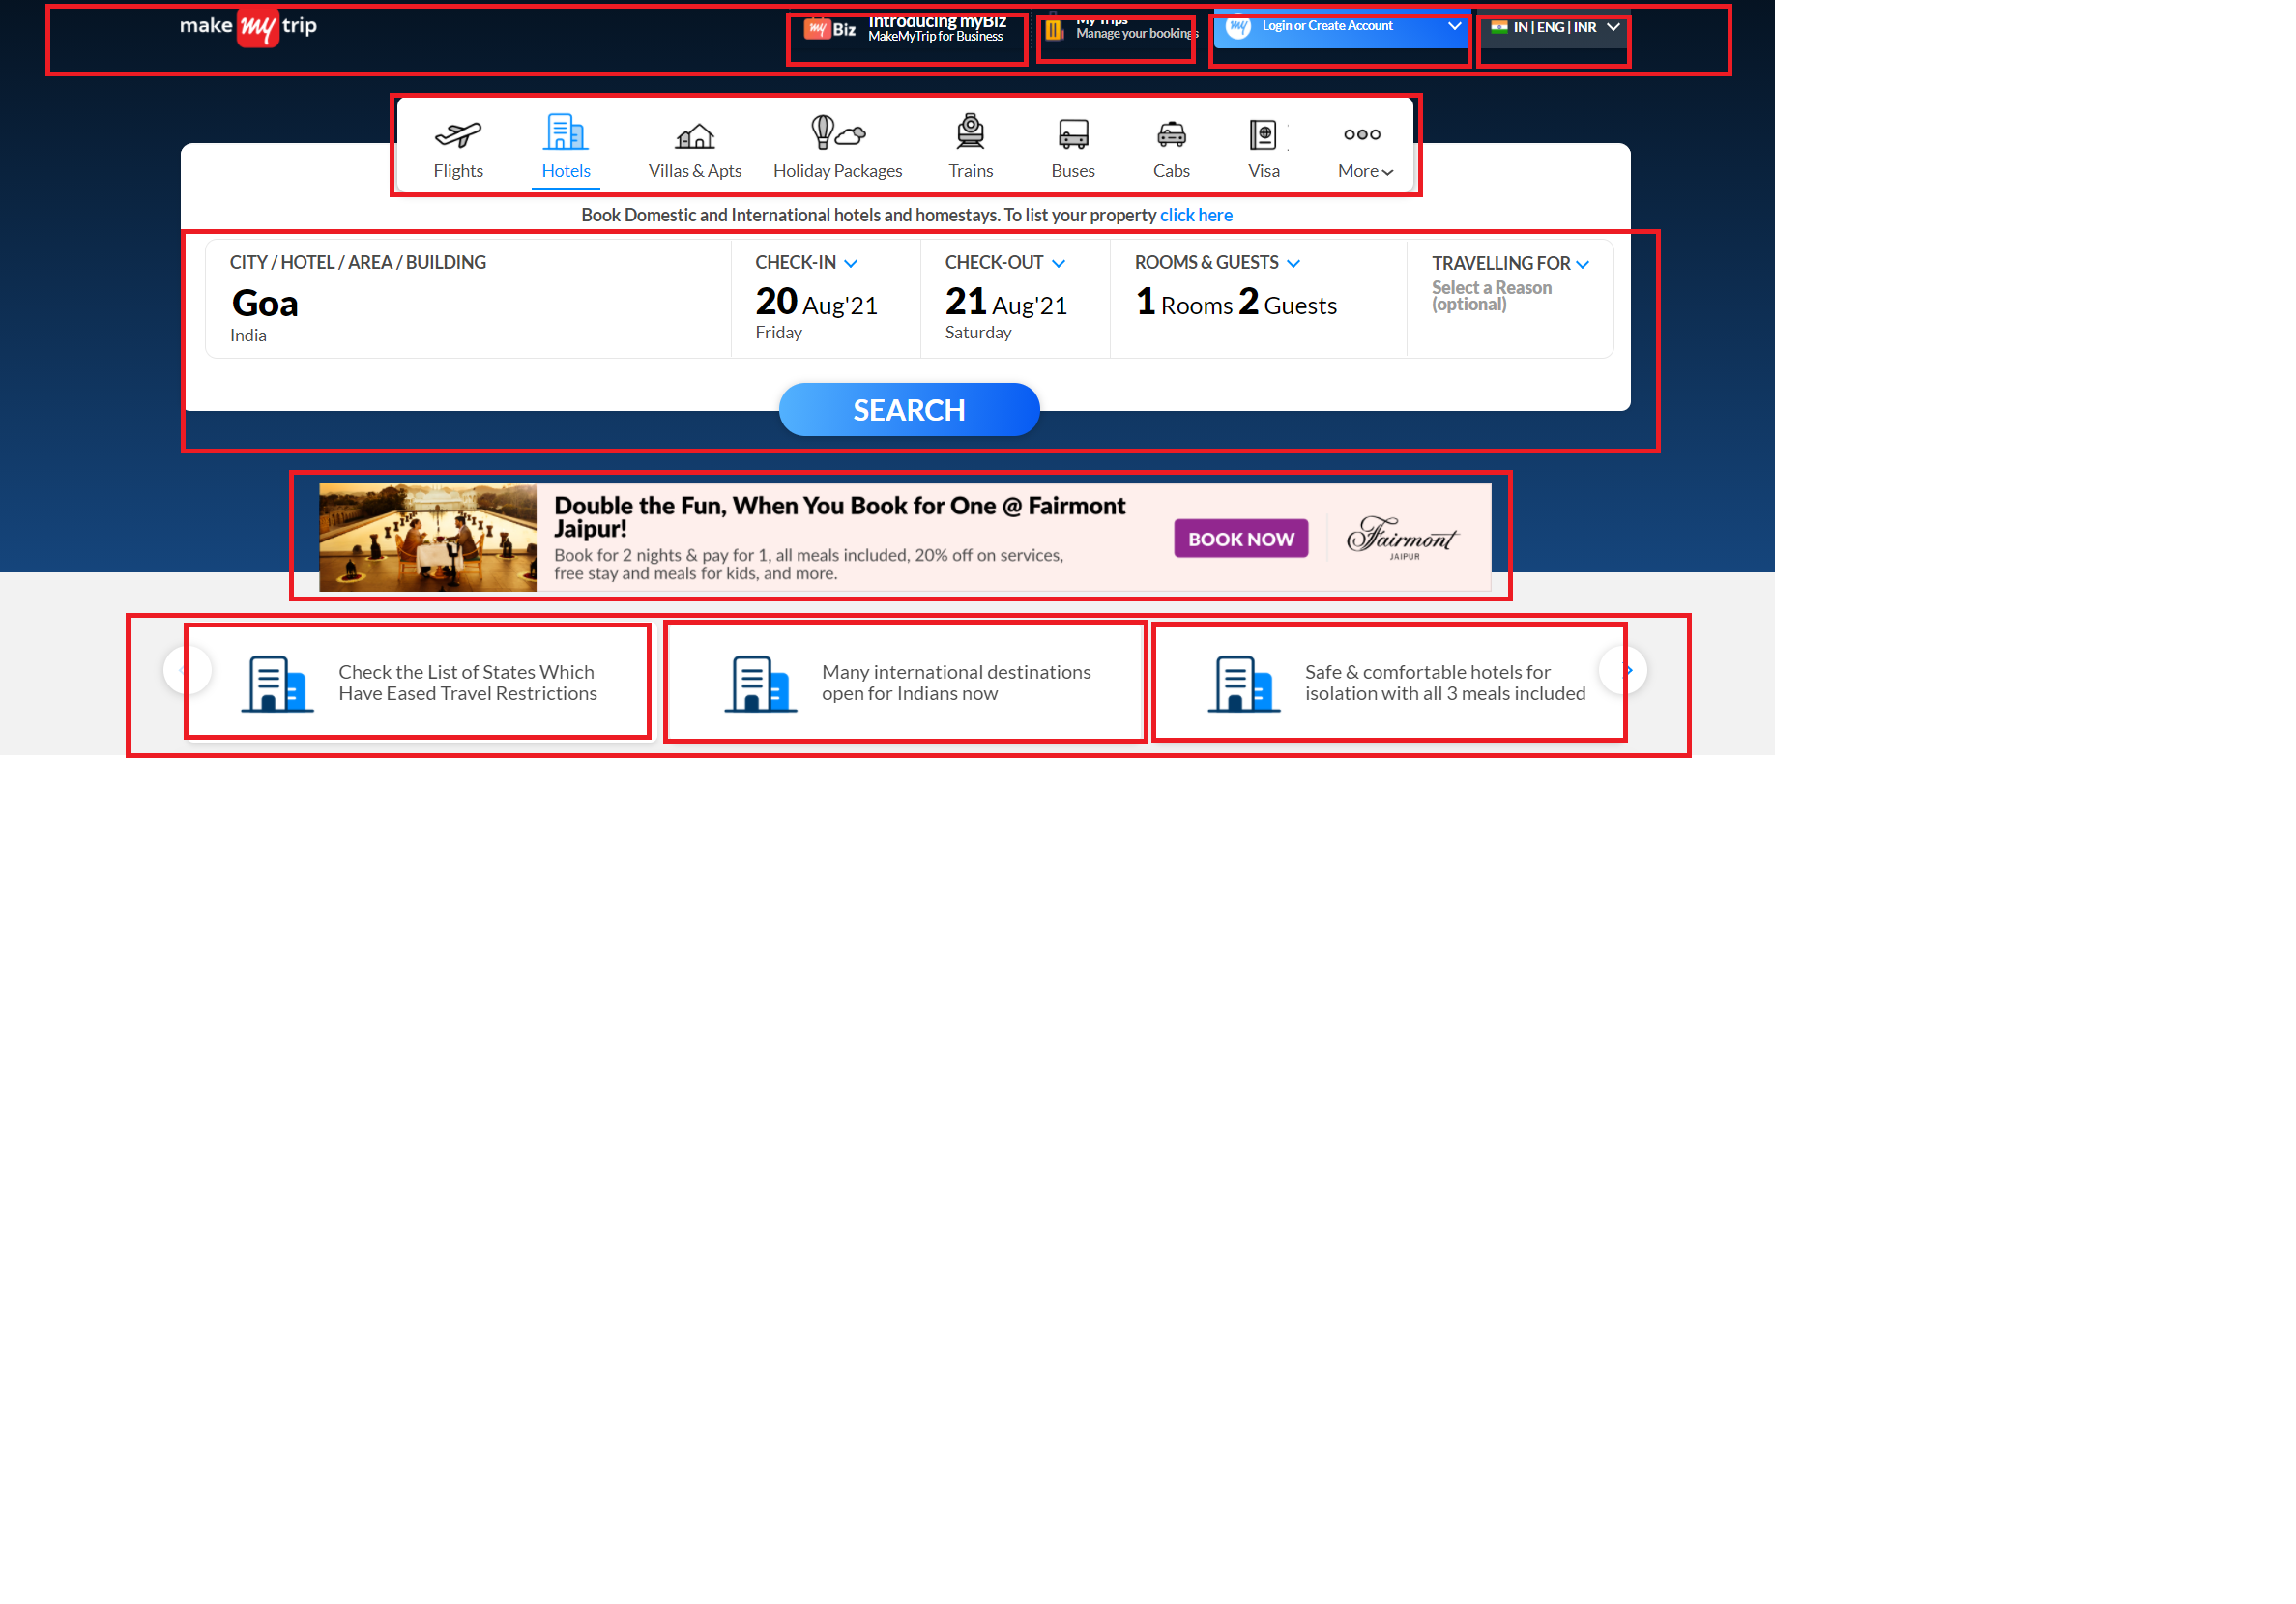 make my trip
my Biz
Introducing myBiz
MakeMyTrip for Business
My Trips
Manage your bookings
my Login or Create Account
IN | ENG | INR
Flights
Hotels
Villas & Apts
Holiday Packages
Trains
Buses
Cabs
Visa
More
Book Domestic and International hotels and homestays. To list your property click here
CITY / HOTEL / AREA / BUILDING
Goa
India
CHECK-IN
20 Aug'21
Friday
CHECK-OUT
21 Aug'21
Saturday
ROOMS & GUESTS
1 Rooms 2 Guests
TRAVELLING FOR
Select a Reason
(optional)
SEARCH
Double the Fun, When You Book for One @ Fairmont
Jaipur!
Book for 2 nights & pay for 1, all meals included, 20% off on services,
free stay and meals for kids, and more.
BOOK NOW
Fairmont
JAIPUR
Check the List of States Which
Have Eased Travel Restrictions
Many international destinations
open for Indians now
Safe & comfortable hotels for
isolation with all 3 meals included